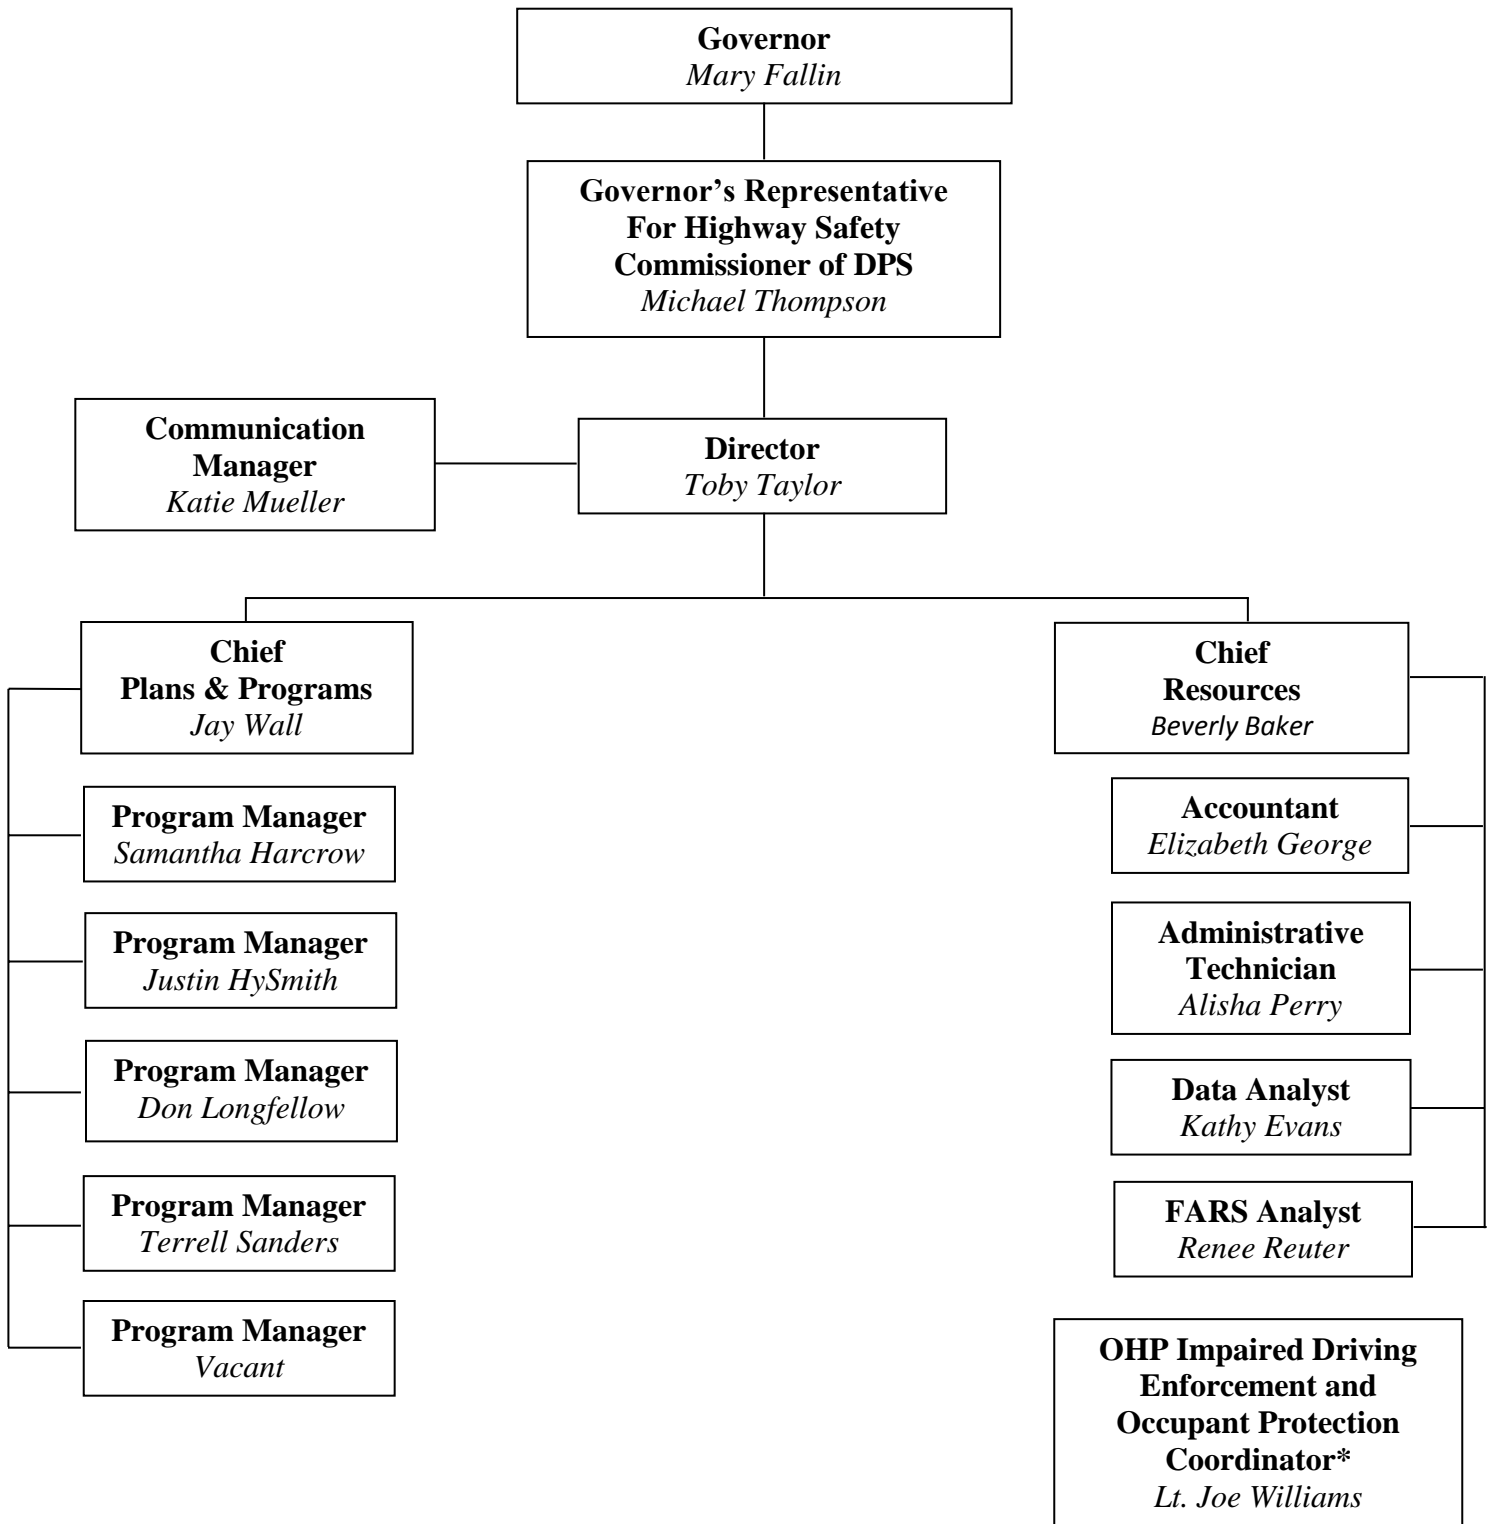 Governor
Mary Fallin
Governor’s Representative
For Highway Safety
Commissioner of DPS
Michael Thompson
Communication
Manager
Katie Mueller
Director
Toby Taylor
Chief
Plans & Programs
Jay Wall
Program Manager
Samantha Harcrow
Program Manager
Justin HySmith
Program Manager
Don Longfellow
Program Manager
Terrell Sanders
Program Manager
Vacant
Chief
Resources
Beverly Baker
Accountant
Elizabeth George
Administrative
Technician
Alisha Perry
Data Analyst
Kathy Evans
FARS Analyst
Renee Reuter
OHP Impaired Driving
Enforcement and
Occupant Protection
Coordinator*
Lt. Joe Williams